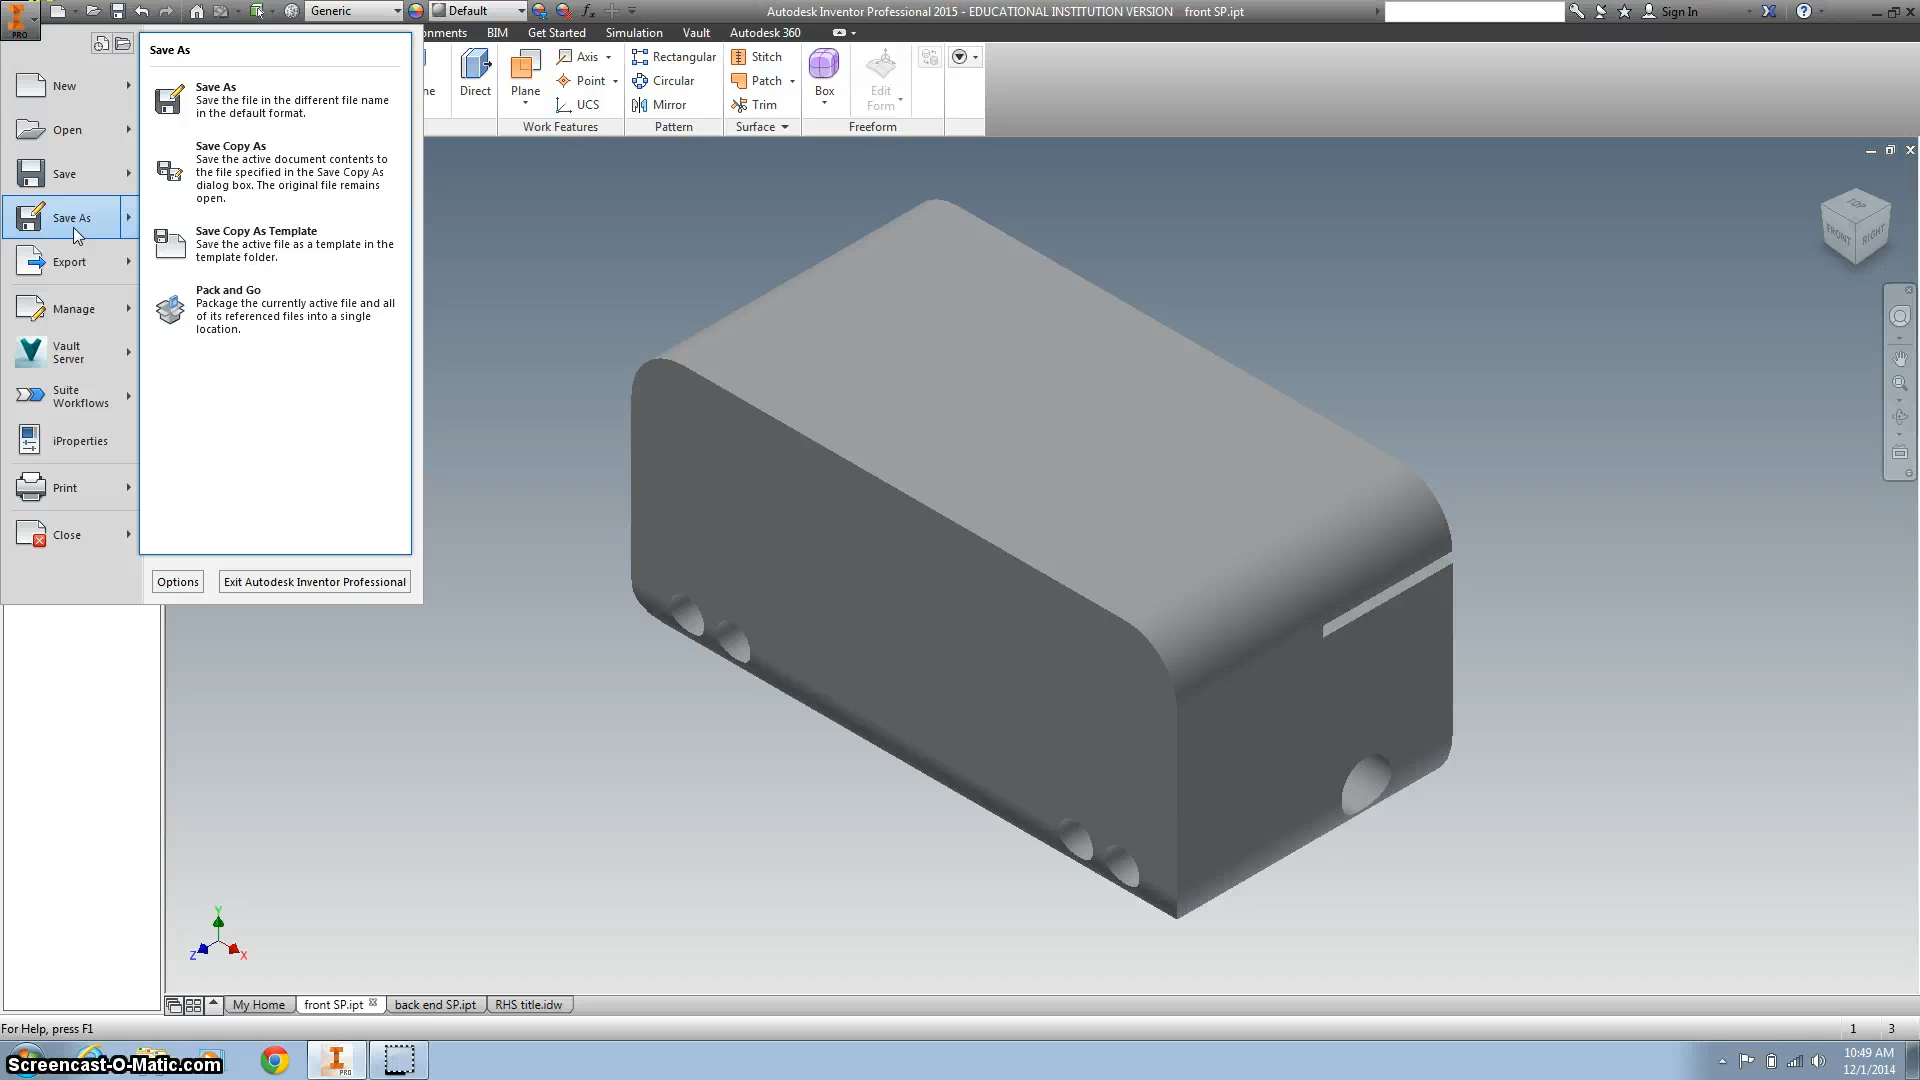 Generic
Default
Autodesk Inventor Professional 2015 - EDUCATIONAL INSTITUTION VERSION front SP.ipt
Sign In
PRO
nments BIM Get Started Simulation Vault Autodesk 360
ne
Direct
Plane
Axis
Point
UCS
Work Features
Rectangular
Circular
Mirror
Pattern
Stitch
Patch
Trim
Surface
Box
Edit
Form
Freeform
New
Open
Save
Save As
Export
Manage
Vault
Server
Suite
Workflows
iProperties
Print
Close
Save As
Save As
Save the file in the different file name
in the default format.
Save Copy As
Save the active document contents to
the file specified in the Save Copy As
dialog box. The original file remains
open.
Save Copy As Template
Save the active file as a template in the
template folder.
Pack and Go
Package the currently active file and all
of its referenced files into a single
location.
Options
Exit Autodesk Inventor Professional
TOP
FRONT
RIGHT
Y
Z
X
My Home
front SP.ipt
back end SP.ipt
RHS title.idw
For Help, press F1
1 3
Screencast-O-Matic.com
PRO
10:49 AM
12/1/2014